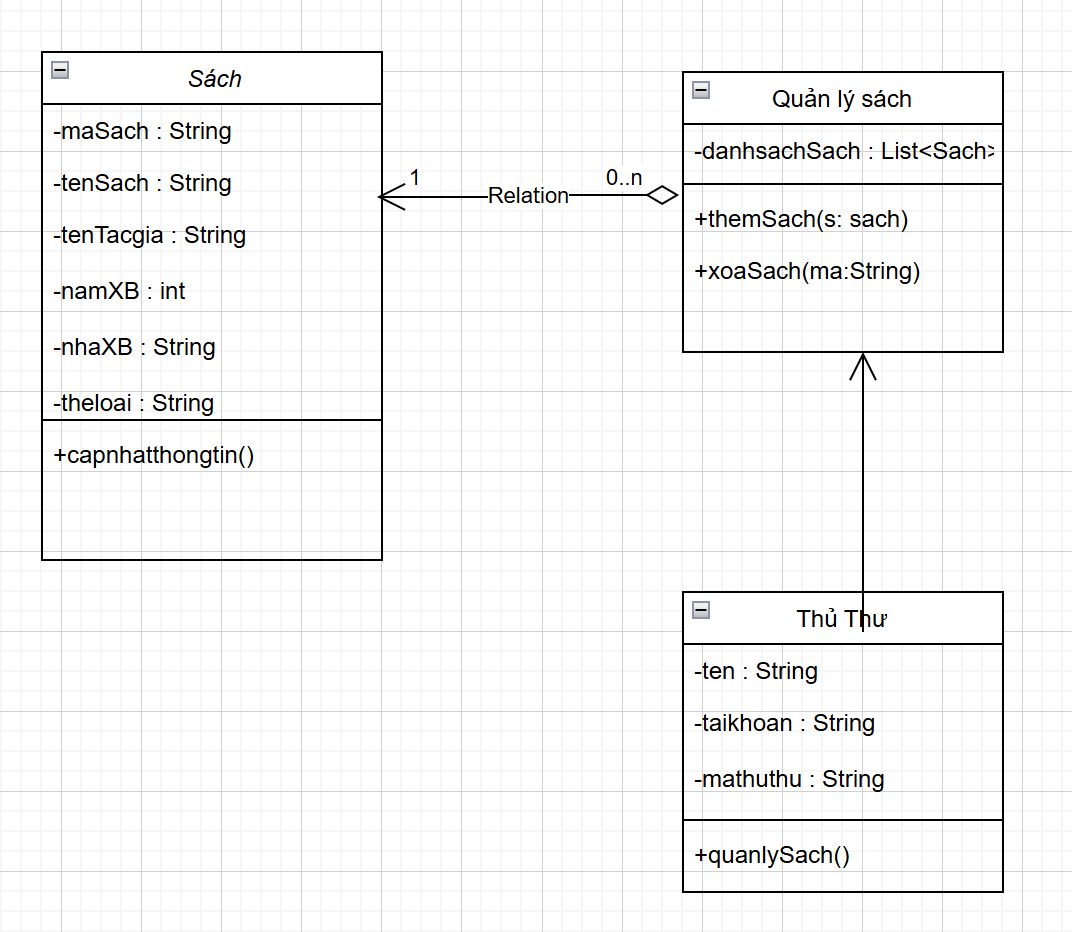 Sách
-maSach : String
-tenSach : String
-tenTacgia : String
-namXB : int
-nhaXB : String
-theloai : String
+capnhatthongtin()
1
Relation
0..n
Quản lý sách
-danhsachSach : List<Sach>
+themSach(s: sach)
+xoaSach(ma:String)
Thủ Thư
-ten : String
-taikhoan : String
-mathuthu : String
+quanlySach()